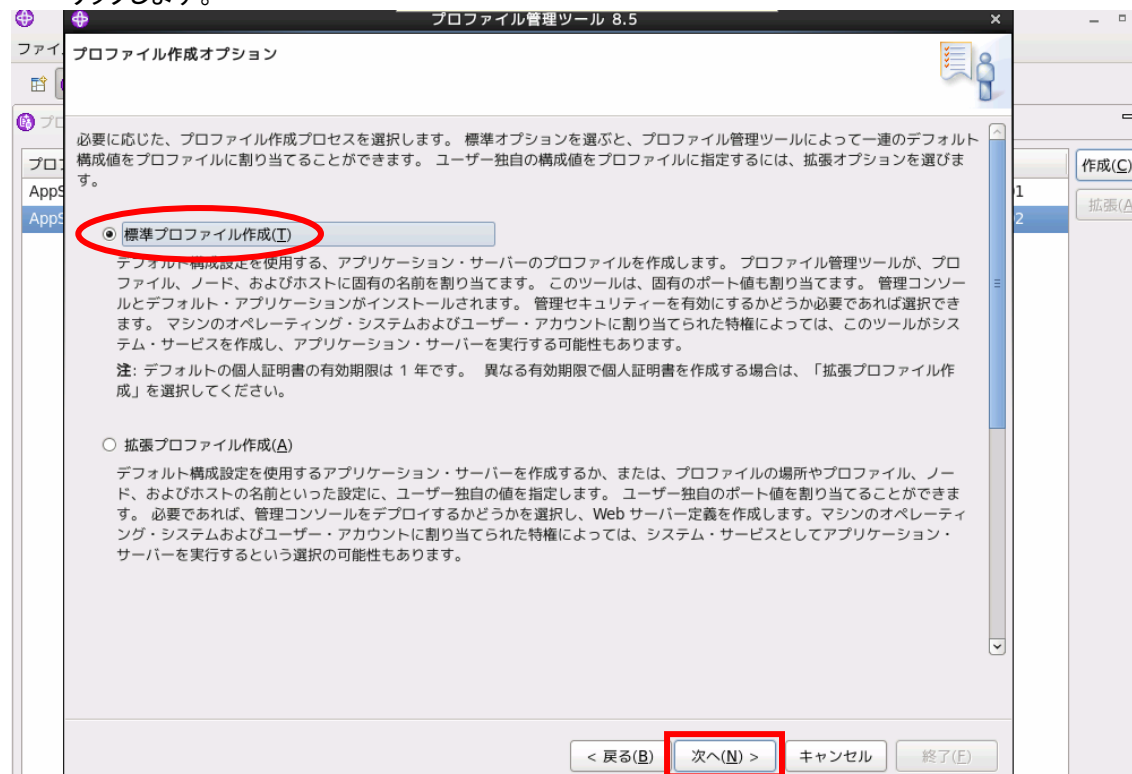 リックします。
プロファイル管理ツール 8.5
ファイ
プロファイル作成オプション
プロ
必要に応じた、プロファイル作成プロセスを選択します。 標準オプションを選ぶと、プロファイル管理ツールによって一連のデフォルト
構成値をプロファイルに割り当てることができます。 ユーザー独自の構成値をプロファイルに指定するには、拡張オプションを選びま
す。
プロ
作成(C)
AppS
1
拡張(A
AppS
2
標準プロファイル作成(T)
デフォルト構成設定を使用する、アプリケーション・サーバーのプロファイルを作成します。 プロファイル管理ツールが、プロ
ファイル、ノード、およびホストに固有の名前を割り当てます。 このツールは、固有のポート値も割り当てます。 管理コンソー
ルとデフォルト・アプリケーションがインストールされます。 管理セキュリティーを有効にするかどうか必要であれば選択でき
ます。 マシンのオペレーティング・システムおよびユーザー・アカウントに割り当てられた特権によっては、このツールがシス
テム・サービスを作成し、アプリケーション・サーバーを実行する可能性もあります。
注: デフォルトの個人証明書の有効期限は 1 年です。 異なる有効期限で個人証明書を作成する場合は、「拡張プロファイル作
成」を選択してください。
拡張プロファイル作成(A)
デフォルト構成設定を使用するアプリケーション・サーバーを作成するか、または、プロファイルの場所やプロファイル、ノー
ド、およびホストの名前といった設定に、ユーザー独自の値を指定します。 ユーザー独自のポート値を割り当てることができま
す。 必要であれば、管理コンソールをデプロイするかどうかを選択し、Web サーバー定義を作成します。マシンのオペレーティ
ング・システムおよびユーザー・アカウントに割り当てられた特権によっては、システム・サービスとしてアプリケーション・
サーバーを実行するという選択の可能性もあります。
< 戻る(B)
次へ(N) >
キャンセル
終了(F)